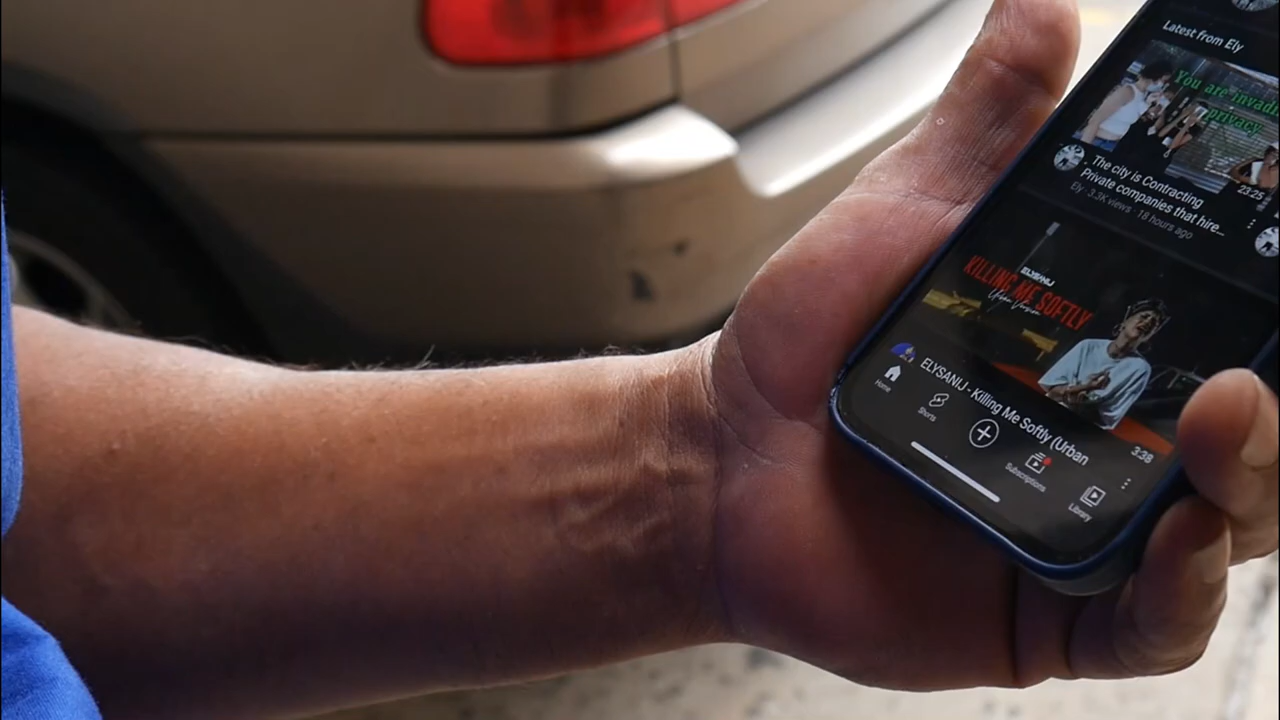 Latest from Ely
You are invadi
privacy
23:25
The city is Contracting
Private companies that hire...
Ely · 3.3K views · 18 hours ago
ELYSANIJ
KILLING ME SOFTLY
Urban Version
3:38
ELYSANIJ - Killing Me Softly (Urban
Home
Shorts
Subscriptions
Library